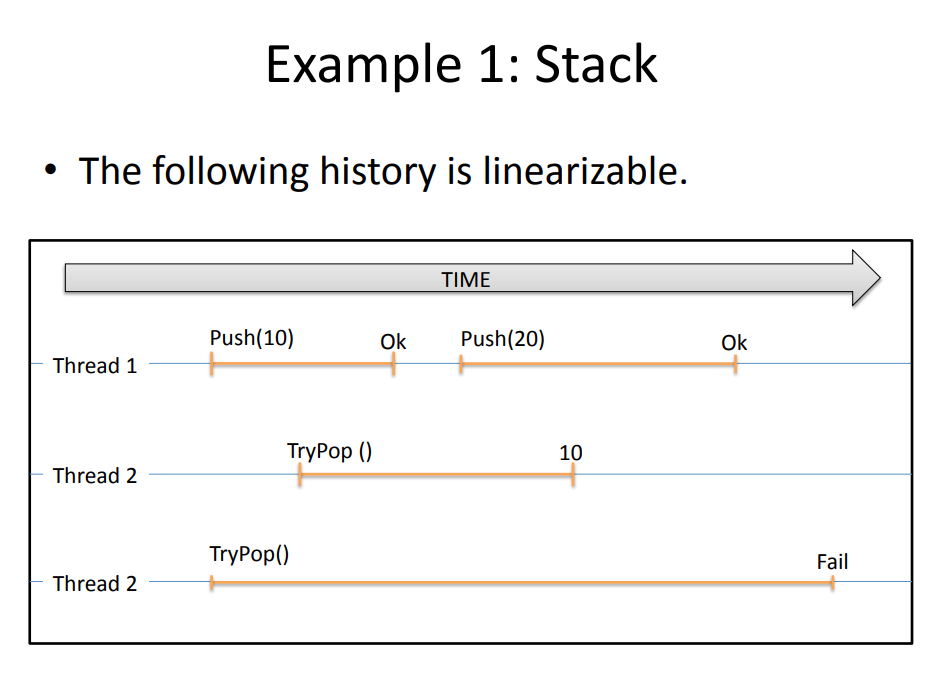 Example 1: Stack
• The following history is linearizable.
TIME
Push(10) Ok Push(20) Ok
Thread 1
TryPop () 10
Thread 2
TryPop() Fail
Thread 2